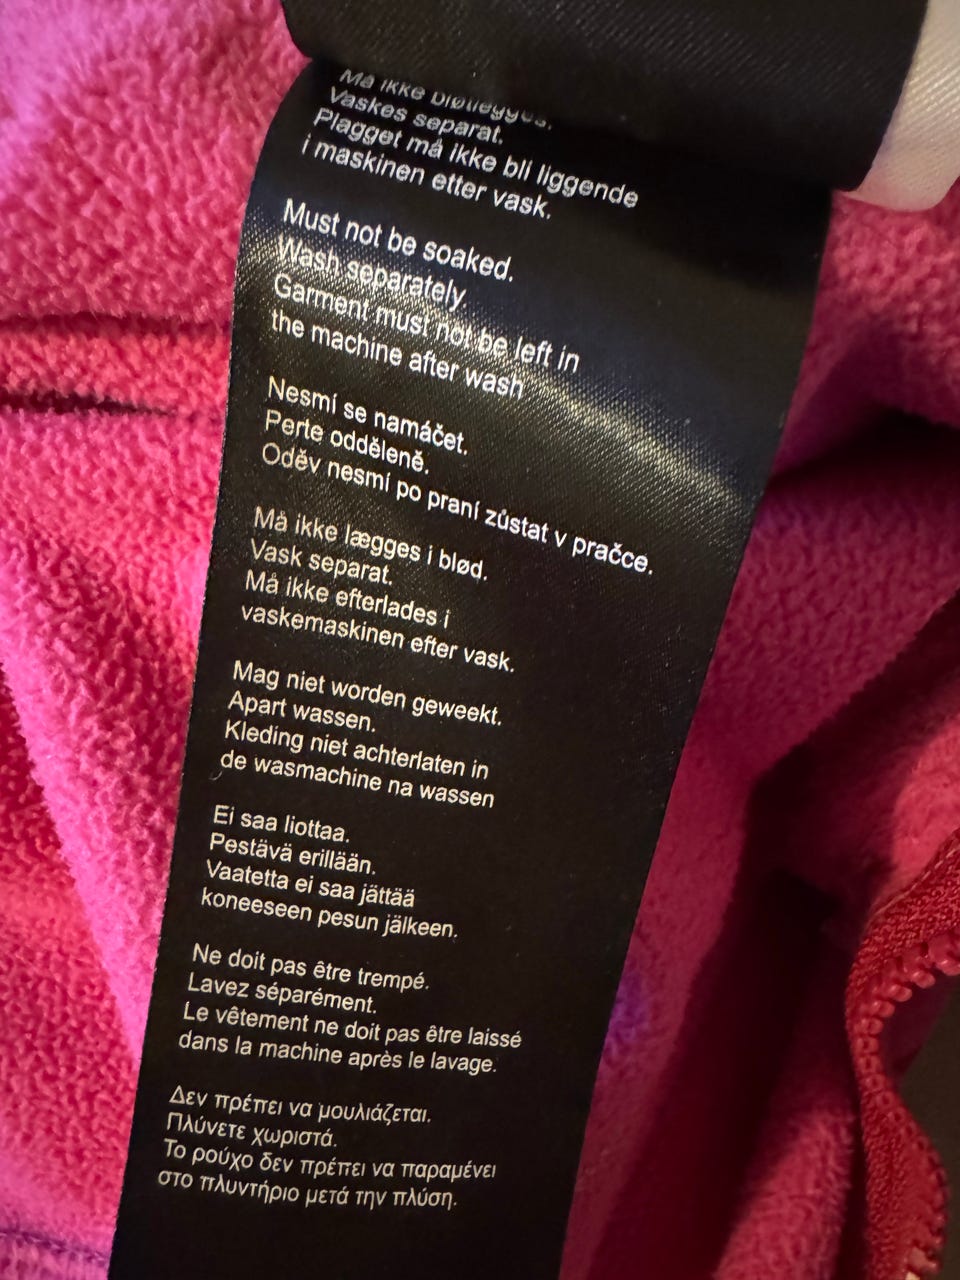 Må ikke bløtlegges.
Vaskes separat.
Plagget må ikke bli liggende
i maskinen etter vask.
Must not be soaked.
Wash separately.
Garment must not be left in
the machine after wash
Nesmí se namáčet.
Perte odděleně.
Oděv nesmí po praní zůstat v pračce.
Må ikke lægges i blød.
Vask separat.
Må ikke efterlades i
vaskemaskinen efter vask.
Mag niet worden geweekt.
Apart wassen.
Kleding niet achterlaten in
de wasmachine na wassen
Ei saa liottaa.
Pestävä erillään.
Vaatetta ei saa jättää
koneeseen pesun jälkeen.
Ne doit pas être trempé.
Lavez séparément.
Le vêtement ne doit pas être laissé
dans la machine après le lavage.
Δεν πρέπει να μουλιάζεται.
Πλύνετε χωριστά.
Το ρούχο δεν πρέπει να παραμένει
στο πλυντήριο μετά την πλύση.